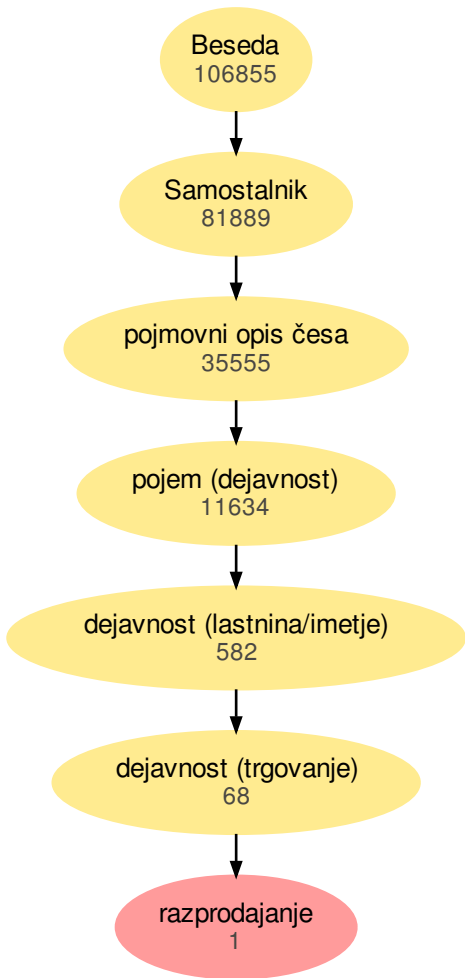 Beseda
106855
Samostalnik
81889
pojmovni opis česa
35555
pojem (dejavnost)
11634
dejavnost (lastnina/imetje)
582
dejavnost (trgovanje)
68
razprodajanje
1